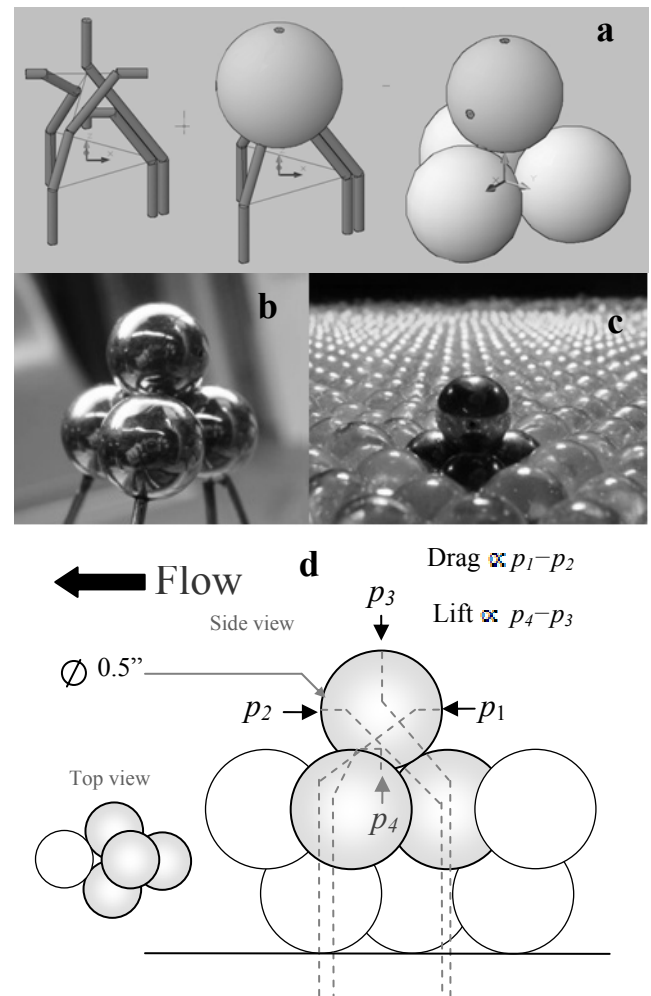 a
b
c
d
Drag ∝ p₁−p₂
Flow
p₃
Lift ∝ p₄−p₃
Side view
∅ 0.5”
p₂
p₁
Top view
p₄